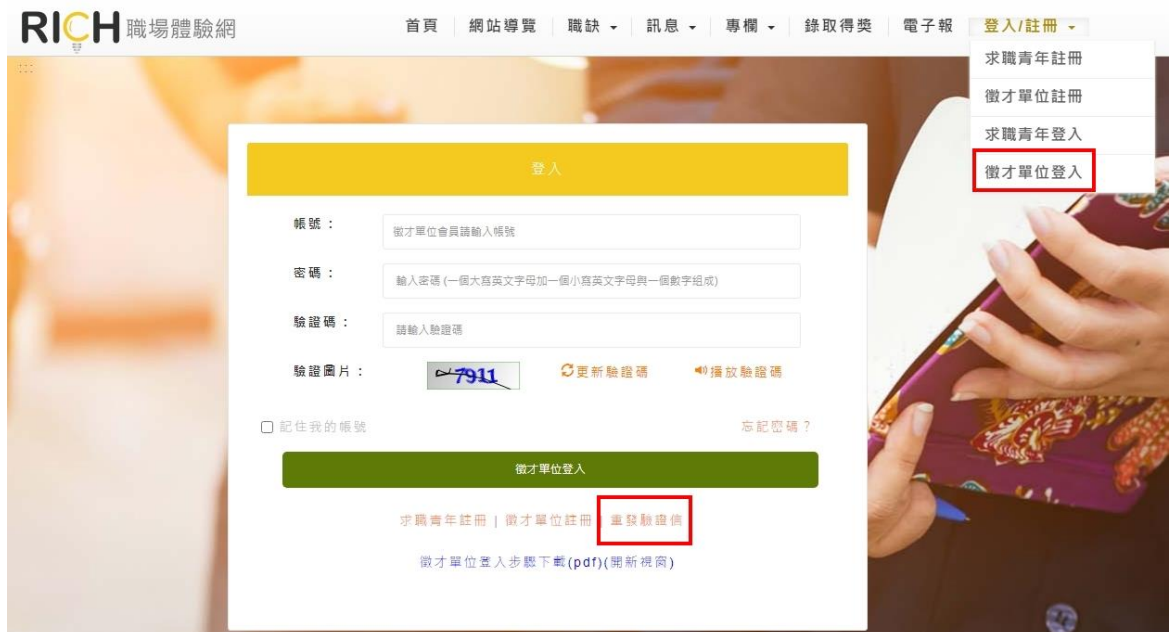 RICH 職場體驗網
首頁 網站導覽 職缺 訊息 專欄 錄取得獎 電子報 登入/註冊
求職青年註冊
徵才單位註冊
求職青年登入
徵才單位登入
登入
帳號：
徵才單位會員請輸入帳號
密碼：
輸入密碼 (一個大寫英文字母加一個小寫英文字母與一個數字組成)
驗證碼：
請輸入驗證碼
驗證圖片： 7911 更新驗證碼 播放驗證碼
記住我的帳號 忘記密碼？
徵才單位登入
求職青年註冊 | 徵才單位註冊 | 重發驗證信
徵才單位登入步驟下載(pdf)(開新視窗)